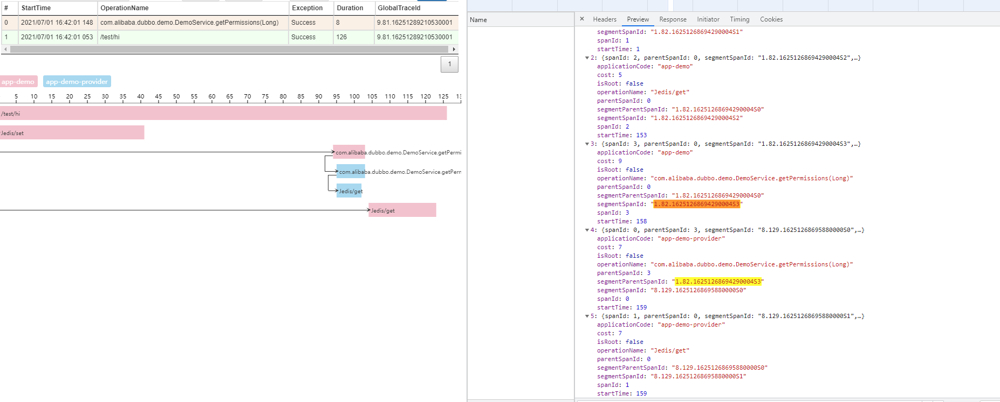 # StartTime OperationName Exception Duration GlobalTraceId
0 2021/07/01 16:42:01 148 com.alibaba.dubbo.demo.DemoService.getPermissions(Long) Success 8 9.81.16251289210530001
1 2021/07/01 16:42:01 053 /test/hi Success 126 9.81.16251289210530001
1
app-demo app-demo-provider
5 10 15 20 25 30 35 40 45 50 55 60 65 70 75 80 85 90 95 100 105 110 115 120 125
/test/hi
Jedis/set
com.alibaba.dubbo.demo.DemoService.getPermi
com.alibaba.dubbo.demo.DemoService.getPerm
Jedis/get
Jedis/get
Name
× Headers Preview Response Initiator Timing Cookies
segmentSpanId: "1.82.16251268694290004S1"
spanId: 1
startTime: 1
2: {spanId: 2, parentSpanId: 0, segmentSpanId: "1.82.16251268694290004S2",…}
applicationCode: "app-demo"
cost: 5
isRoot: false
operationName: "Jedis/get"
parentSpanId: 0
segmentParentSpanId: "1.82.16251268694290004S0"
segmentSpanId: "1.82.16251268694290004S2"
spanId: 2
startTime: 153
3: {spanId: 3, parentSpanId: 0, segmentSpanId: "1.82.16251268694290004S3",…}
applicationCode: "app-demo"
cost: 9
isRoot: false
operationName: "com.alibaba.dubbo.demo.DemoService.getPermissions(Long)"
parentSpanId: 0
segmentParentSpanId: "1.82.16251268694290004S0"
segmentSpanId: "1.82.16251268694290004S3"
spanId: 3
startTime: 158
4: {spanId: 0, parentSpanId: 3, segmentSpanId: "8.129.16251268695880000S0",…}
applicationCode: "app-demo-provider"
cost: 7
isRoot: false
operationName: "com.alibaba.dubbo.demo.DemoService.getPermissions(Long)"
parentSpanId: 3
segmentParentSpanId: "1.82.16251268694290004S3"
segmentSpanId: "8.129.16251268695880000S0"
spanId: 0
startTime: 159
5: {spanId: 1, parentSpanId: 0, segmentSpanId: "8.129.16251268695880000S1",…}
applicationCode: "app-demo-provider"
cost: 7
isRoot: false
operationName: "Jedis/get"
parentSpanId: 0
segmentParentSpanId: "8.129.16251268695880000S0"
segmentSpanId: "8.129.16251268695880000S1"
spanId: 1
startTime: 159